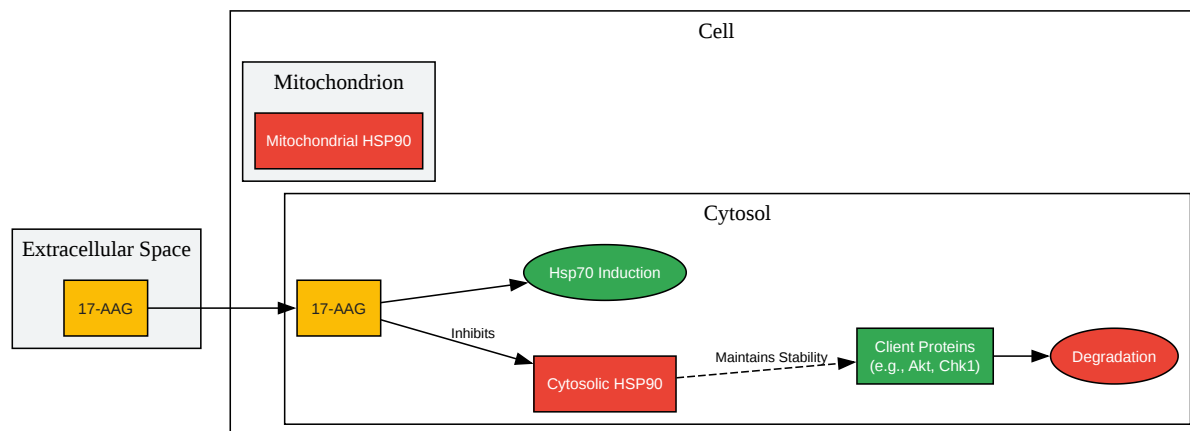 Cell
Mitochondrion
Mitochondrial HSP90
Cytosol
Extracellular Space
17-AAG
17-AAG
Hsp70 Induction
Inhibits
Cytosolic HSP90
Maintains Stability
Client Proteins
(e.g., Akt, Chk1)
Degradation